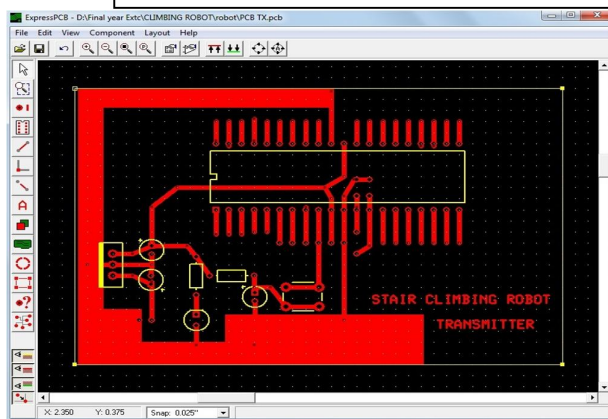 ExpressPCB - D:\Final year Extc\CLIMBING ROBOT\robot\PCB TX.pcb
File Edit View Component Layout Help
A
STAIR CLIMBING ROBOT
TRANSMITTER
X: 2.350 Y: 0.375 Snap: 0.025"